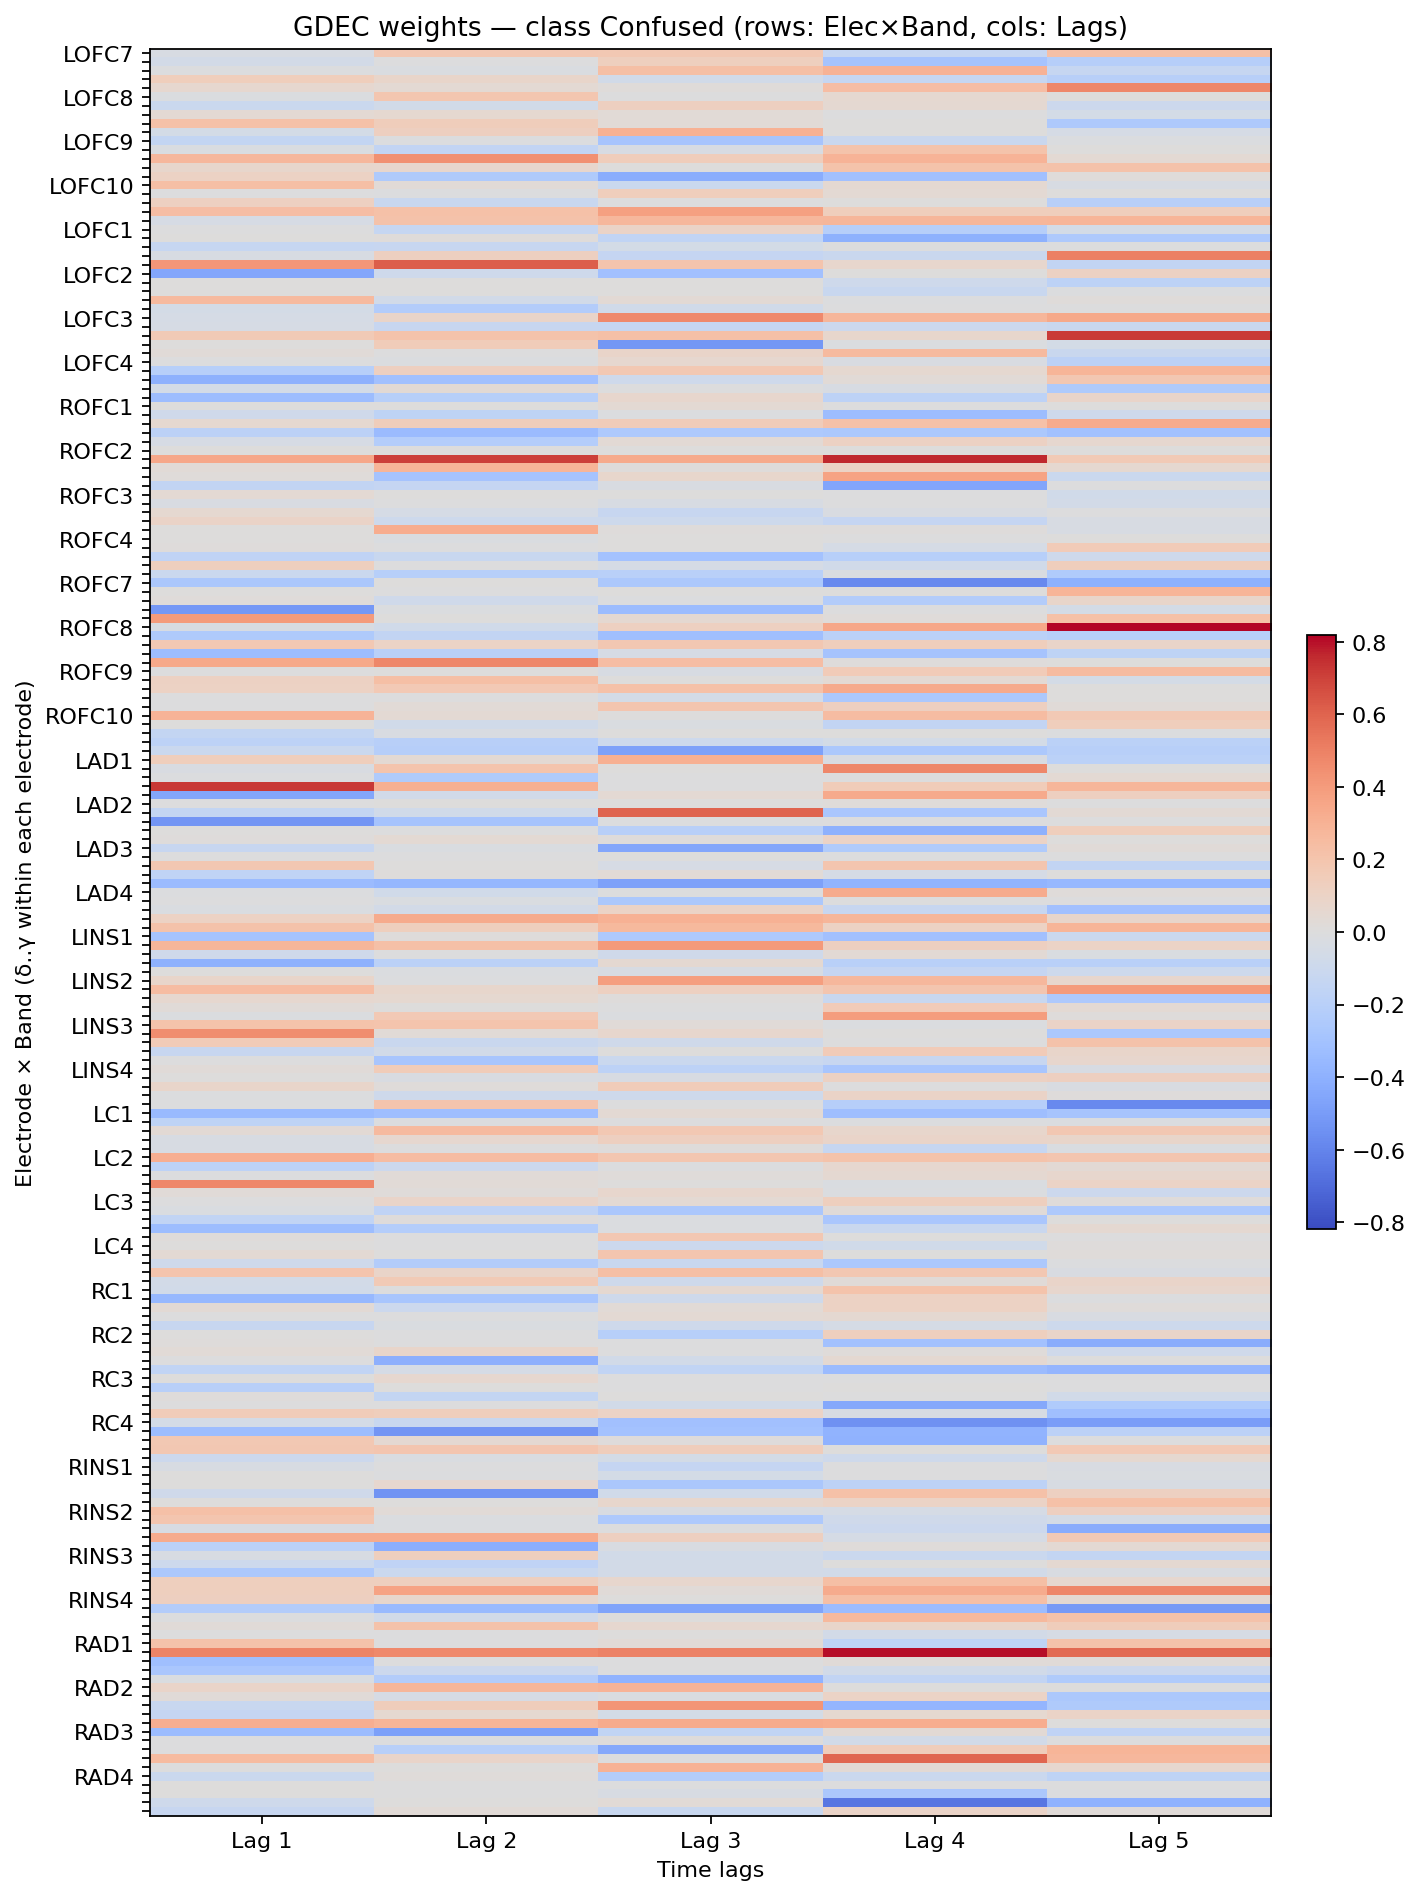 GDEC weights — class Confused (rows: Elec×Band, cols: Lags)
Electrode × Band (δ..γ within each electrode)
LOFC7
LOFC8
LOFC9
LOFC10
LOFC1
LOFC2
LOFC3
LOFC4
ROFC1
ROFC2
ROFC3
ROFC4
ROFC7
ROFC8
ROFC9
ROFC10
LAD1
LAD2
LAD3
LAD4
LINS1
LINS2
LINS3
LINS4
LC1
LC2
LC3
LC4
RC1
RC2
RC3
RC4
RINS1
RINS2
RINS3
RINS4
RAD1
RAD2
RAD3
RAD4
Lag 1 Lag 2 Lag 3 Lag 4 Lag 5
Time lags
0.8
0.6
0.4
0.2
0.0
−0.2
−0.4
−0.6
−0.8